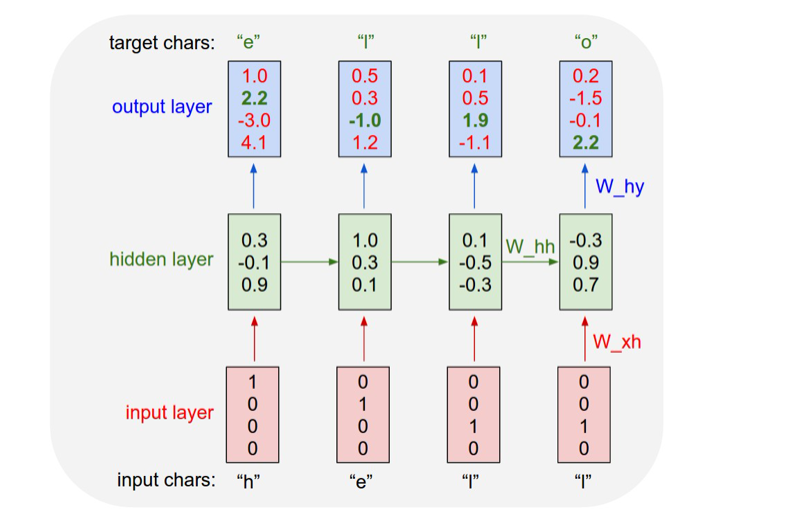 target chars: “e” “l” “l” “o”
output layer
1.0 0.5 0.1 0.2
2.2 0.3 0.5 -1.5
-3.0 -1.0 1.9 -0.1
4.1 1.2 -1.1 2.2
W_hy
hidden layer
0.3 1.0 0.1 W_hh -0.3
-0.1 0.3 -0.5 0.9
0.9 0.1 -0.3 0.7
W_xh
input layer
1 0 0 0
0 1 0 0
0 0 1 1
0 0 0 0
input chars: “h” “e” “l” “l”